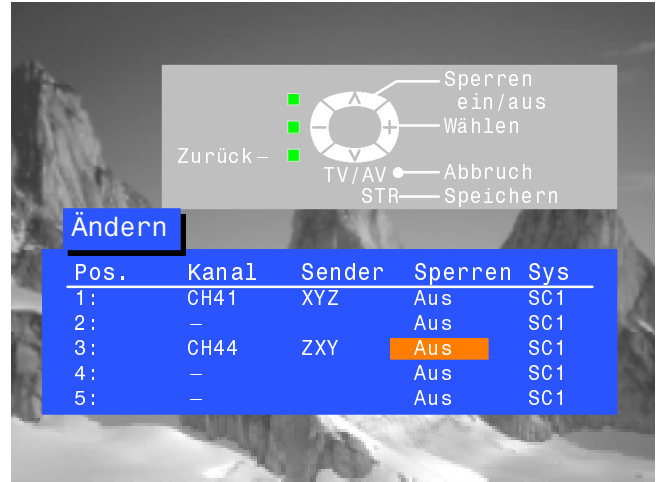 Sperren
ein/aus
Wählen
Zurück–
TV/AV Abbruch
STR Speichern
Ändern
Pos. Kanal Sender Sperren Sys
1: CH41 XYZ Aus SC1
2: – Aus SC1
3: CH44 ZXY Aus SC1
4: – Aus SC1
5: – Aus SC1